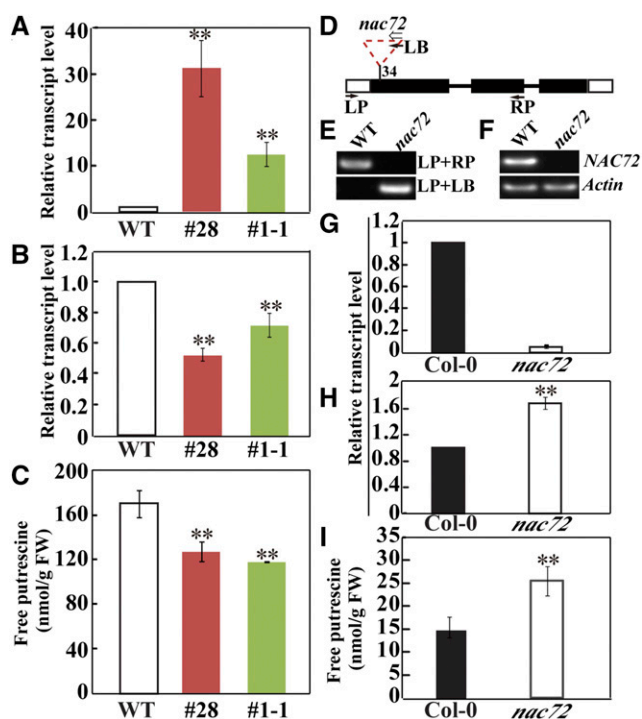 A
Relative transcript level
40
30
20
10
0
**
**
WT #28 #1-1
B
Relative transcript level
1.2
1.0
0.8
0.6
0.4
0.2
0
**
**
WT #28 #1-1
C
Free putrescine
(nmol/g FW)
200
160
120
80
40
0
**
**
WT #28 #1-1
D
nac72
LB
34
LP RP
E
WT nac72
LP+RP
LP+LB
F
WT nac72
NAC72
Actin
G
Relative transcript level
1.2
1
0.8
0.6
0.4
0.2
0
Col-0 nac72
H
2
1.6
1.2
0.8
0.4
0
**
Col-0 nac72
I
Free putrescine
(nmol/g FW)
35
30
25
20
15
10
5
0
**
Col-0 nac72